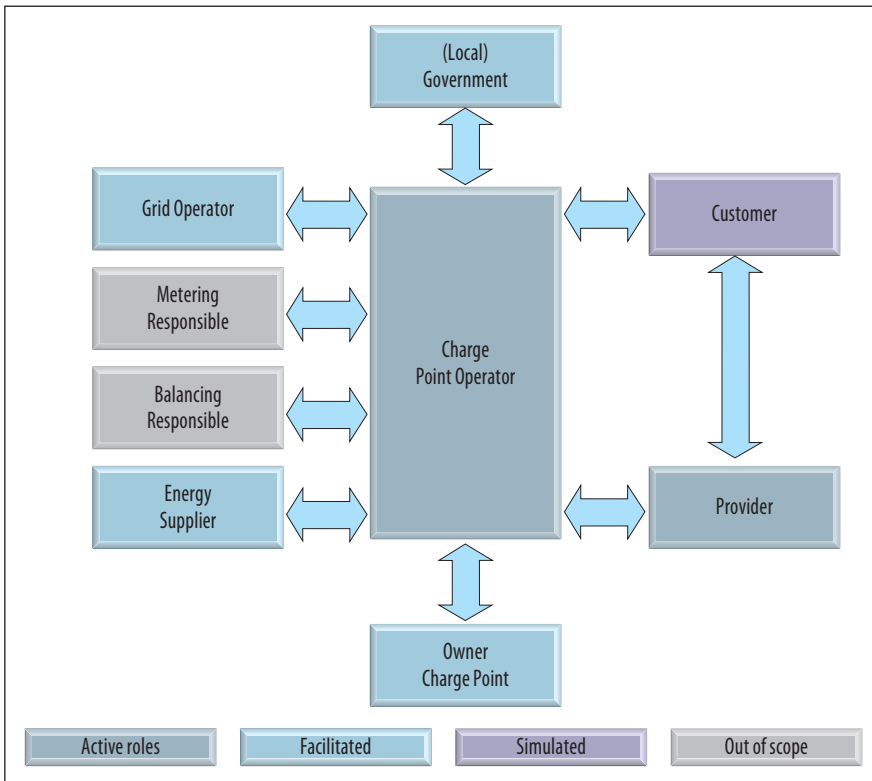 (Local)
Government
Grid Operator
Customer
Metering
Responsible
Charge
Point Operator
Balancing
Responsible
Energy
Supplier
Provider
Owner
Charge Point
Active roles
Facilitated
Simulated
Out of scope